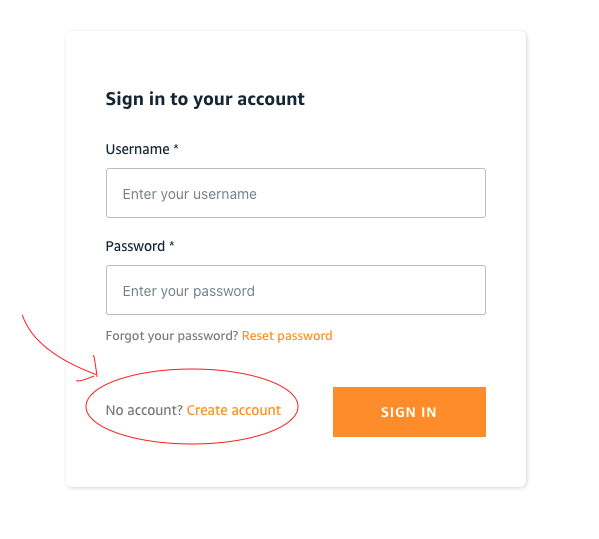 Sign in to your account
Username *
Enter your username
Password *
Enter your password
Forgot your password? Reset password
No account? Create account
SIGN IN